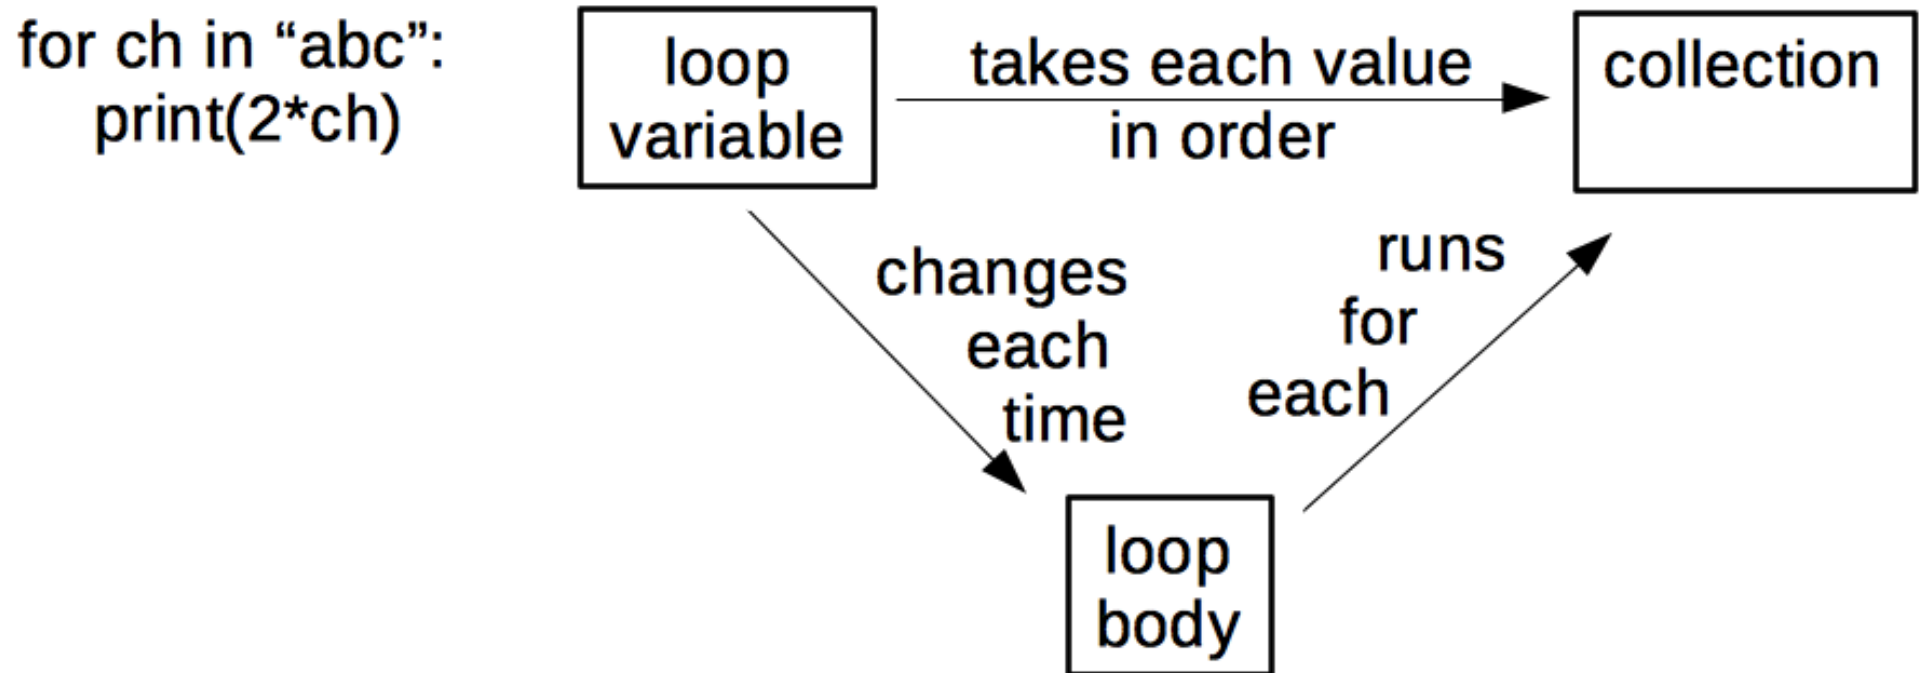 for ch in “abc”:
print(2*ch)
loop
variable
takes each value
in order
collection
changes
each
time
runs
for
each
loop
body